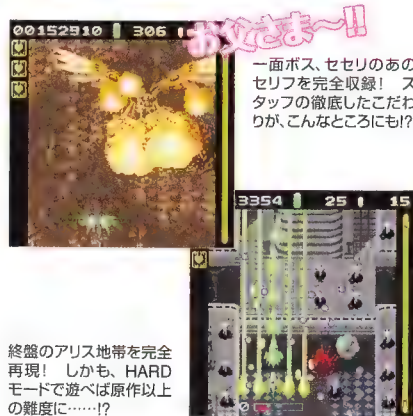 00152910 306
お父さま～!!
一面ボス、セセリのあの
セリフを完全収録! ス
タッフの徹底したこだわ
りが、こんなところにも!?
3354 25 15
終盤のアリス地帯を完全
再現! しかも、HARD
モードで遊べば原作以上
の難度に……!?